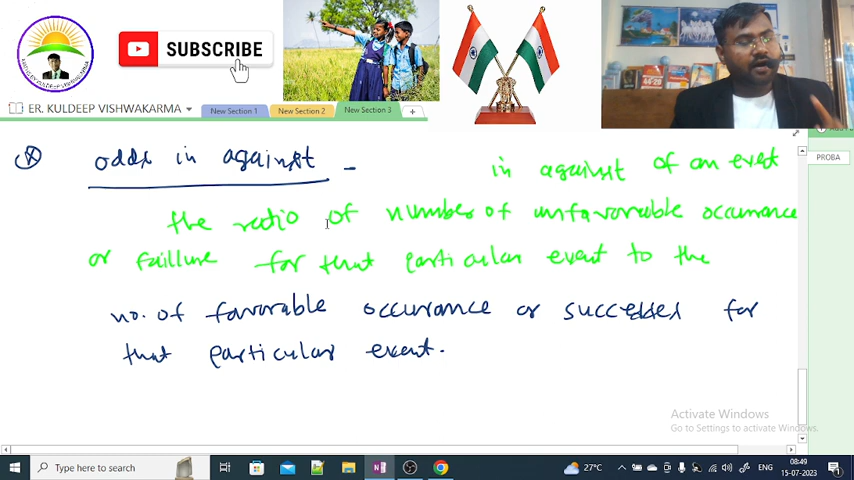 SUBSCRIBE
ER. KULDEEP VISHWAKARMA
New Section 1
New Section 2
New Section 3
PROBA
odds in against -
in against of an event
the ratio of number of unfavorable occurance
or faillure for that particular event to the
no. of favorable occurance or successes for
that particular event.
Activate Windows
Go to Settings to activate Windows.
Type here to search
27°C
ENG
08:49
15-07-2023